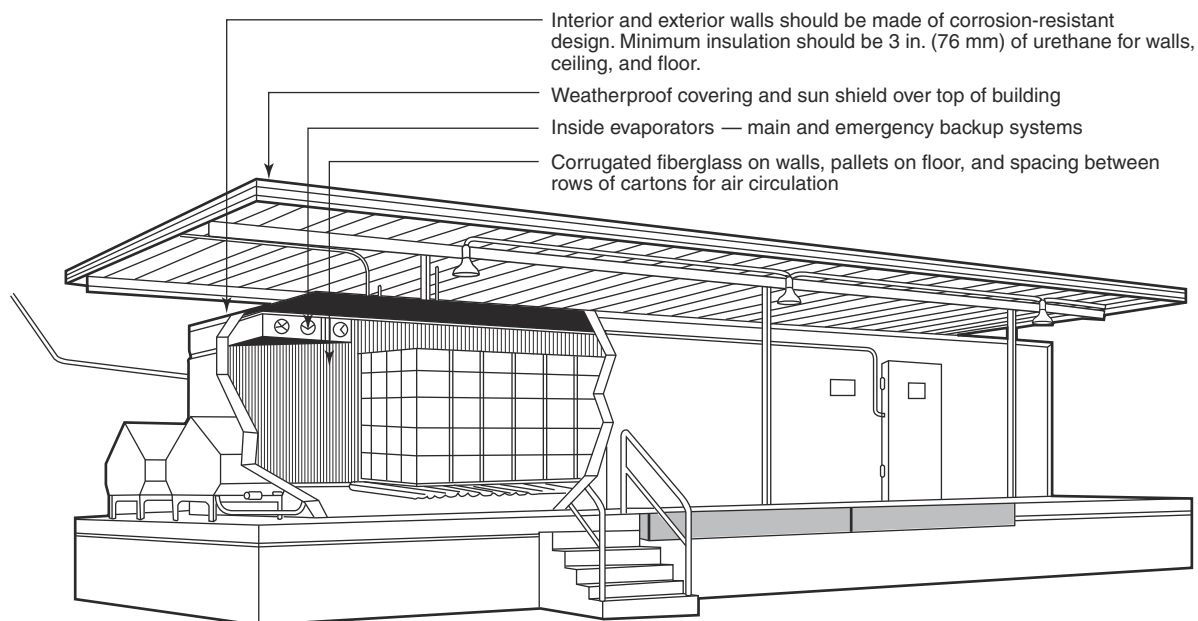 Interior and exterior walls should be made of corrosion-resistant
design. Minimum insulation should be 3 in. (76 mm) of urethane for walls,
ceiling, and floor.
Weatherproof covering and sun shield over top of building
Inside evaporators — main and emergency backup systems
Corrugated fiberglass on walls, pallets on floor, and spacing between
rows of cartons for air circulation